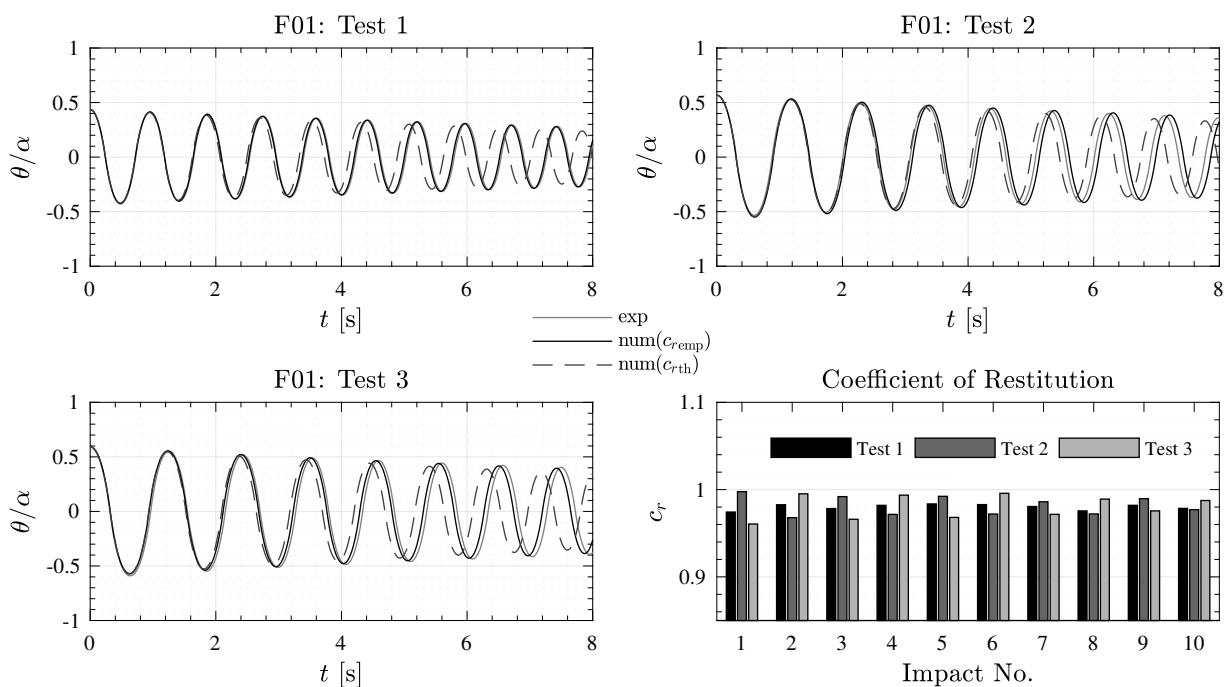 F01: Test 1
1
0.5
0
-0.5
-1
θ/α
0 2 4 6 8
t [s]
F01: Test 2
1
0.5
0
-0.5
-1
θ/α
0 2 4 6 8
t [s]
exp
num(c_remp)
num(c_rth)
F01: Test 3
1
0.5
0
-0.5
-1
θ/α
0 2 4 6 8
t [s]
Coefficient of Restitution
1.1
1
0.9
c_r
Test 1 Test 2 Test 3
1 2 3 4 5 6 7 8 9 10
Impact No.